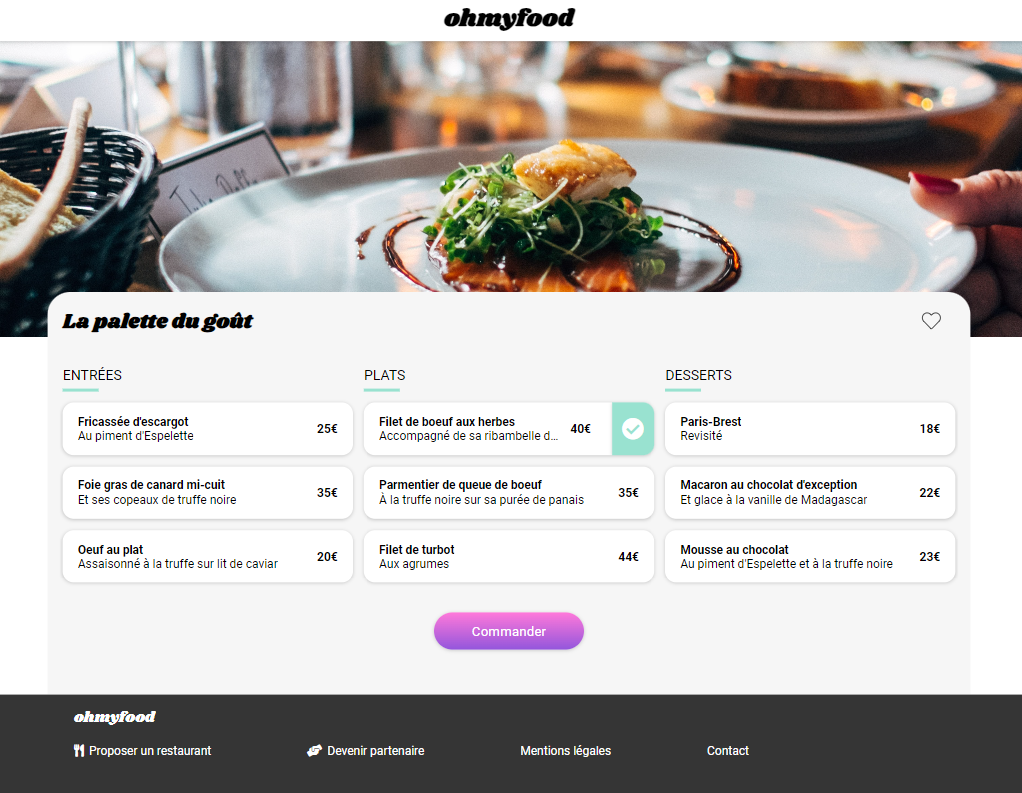 ohmyfood
La palette du goût
ENTRÉES
Fricassée d'escargot
Au piment d'Espelette
25€
Foie gras de canard mi-cuit
Et ses copeaux de truffe noire
35€
Oeuf au plat
Assaisonné à la truffe sur lit de caviar
20€
PLATS
Filet de boeuf aux herbes
Accompagné de sa ribambelle d...
40€
Parmentier de queue de boeuf
À la truffe noire sur sa purée de panais
35€
Filet de turbot
Aux agrumes
44€
DESSERTS
Paris-Brest
Revisité
18€
Macaron au chocolat d'exception
Et glace à la vanille de Madagascar
22€
Mousse au chocolat
Au piment d'Espelette et à la truffe noire
23€
Commander
ohmyfood
Proposer un restaurant
Devenir partenaire
Mentions légales
Contact